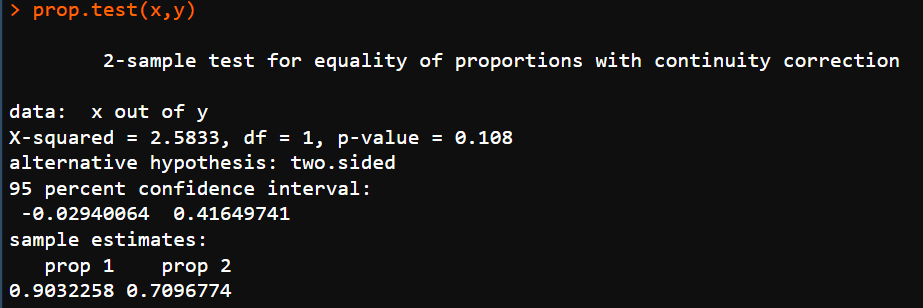 > prop.test(x,y)
2-sample test for equality of proportions with continuity correction
data:  x out of y
X-squared = 2.5833, df = 1, p-value = 0.108
alternative hypothesis: two.sided
95 percent confidence interval:
 -0.02940064  0.41649741
sample estimates:
   prop 1    prop 2
0.9032258 0.7096774